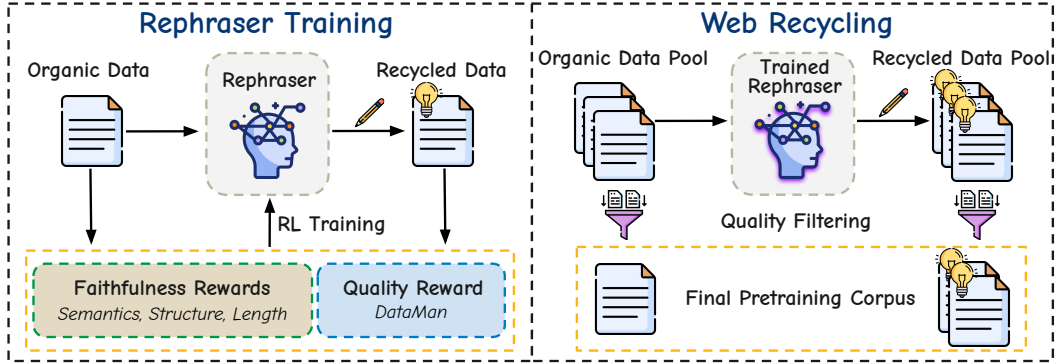 Rephraser Training
Organic Data
Rephraser
Recycled Data
RL Training
Faithfulness Rewards
Semantics, Structure, Length
Quality Reward
DataMan
Web Recycling
Organic Data Pool
Trained
Rephraser
Recycled Data Pool
Quality Filtering
Final Pretraining Corpus